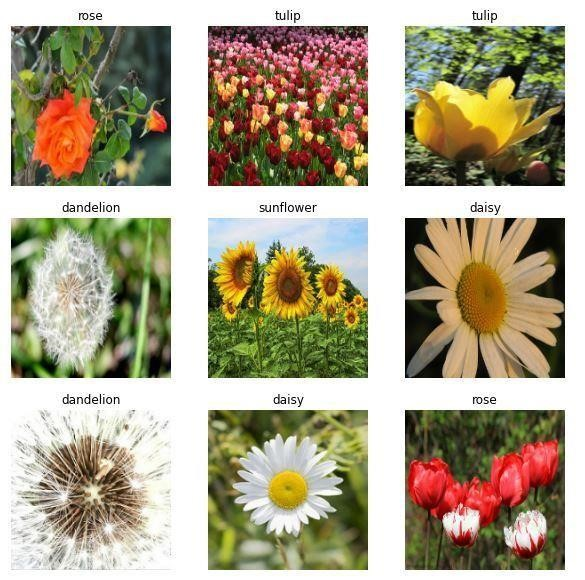 rose
tulip
tulip
dandelion
sunflower
daisy
dandelion
daisy
rose